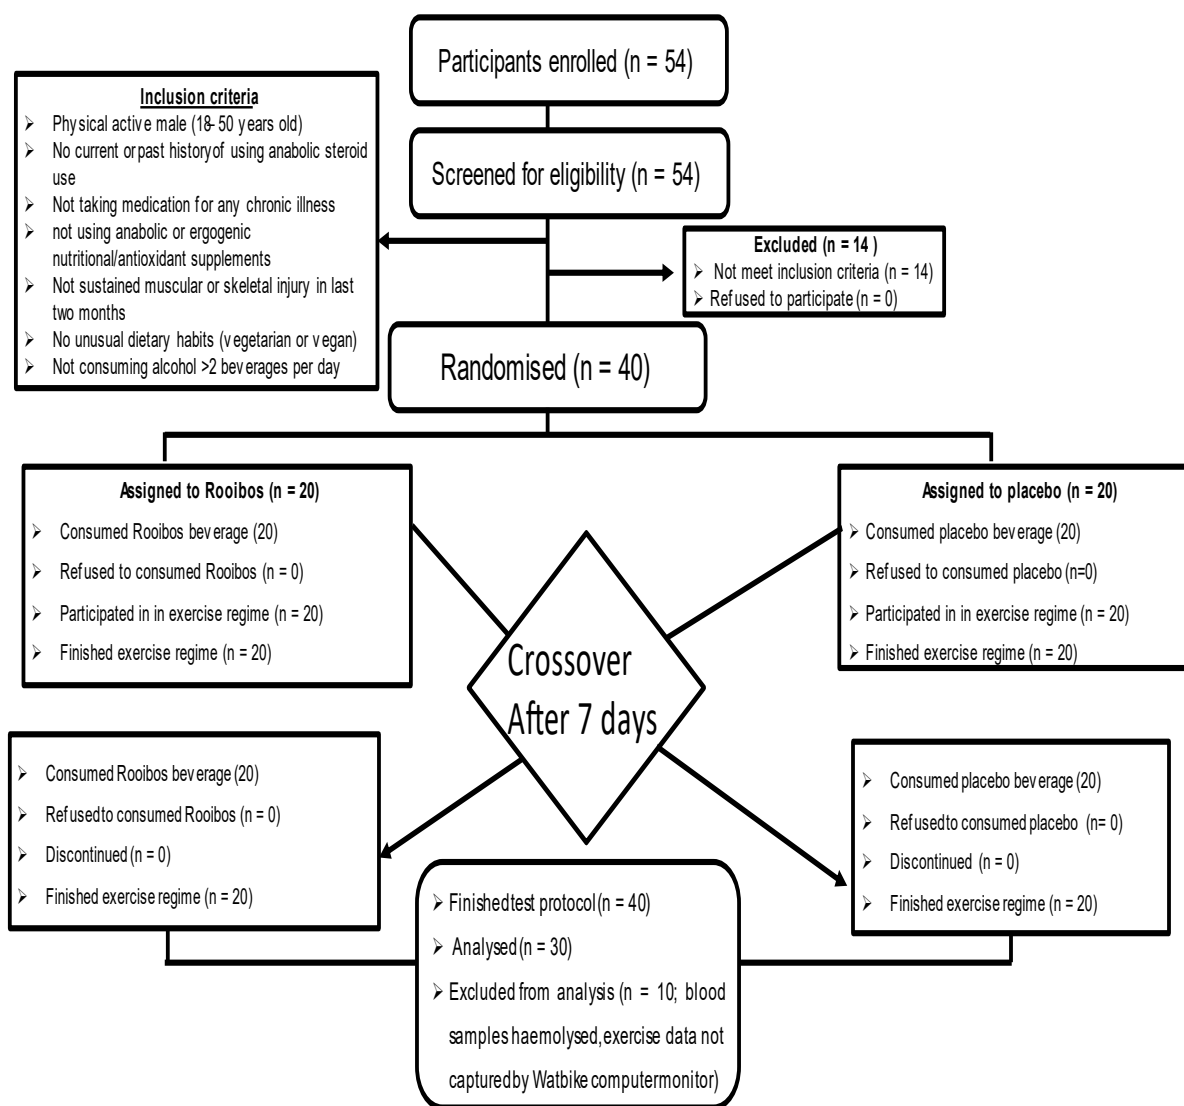 Participants enrolled (n = 54)
Inclusion criteria
➢ Physical active male (18- 50 years old)
➢ No current or past history of using anabolic steroid
use
➢ Not taking medication for any chronic illness
➢ not using anabolic or ergogenic
nutritional/antioxidant supplements
➢ Not sustained muscular or skeletal injury in last
two months
➢ No unusual dietary habits (vegetarian or vegan)
➢ Not consuming alcohol >2 beverages per day
Screened for eligibility (n = 54)
Excluded (n = 14 )
➢ Not meet inclusion criteria (n = 14)
➢ Refused to participate (n = 0)
Randomised (n = 40)
Assigned to Rooibos (n = 20)
➢ Consumed Rooibos beverage (20)
➢ Refused to consumed Rooibos (n = 0)
➢ Participated in in exercise regime (n = 20)
➢ Finished exercise regime (n = 20)
Assigned to placebo (n = 20)
➢ Consumed placebo beverage (20)
➢ Refused to consumed placebo (n=0)
➢ Participated in in exercise regime (n = 20)
➢ Finished exercise regime (n = 20)
Crossover
After 7 days
➢ Consumed Rooibos beverage (20)
➢ Refused to consumed Rooibos (n = 0)
➢ Discontinued (n = 0)
➢ Finished exercise regime (n = 20)
➢ Consumed placebo beverage (20)
➢ Refused to consumed placebo (n= 0)
➢ Discontinued (n = 0)
➢ Finished exercise regime (n = 20)
➢ Finished test protocol (n = 40)
➢ Analysed (n = 30)
➢ Excluded from analysis (n = 10; blood
samples haemolysed, exercise data not
captured by Watbike computer monitor)